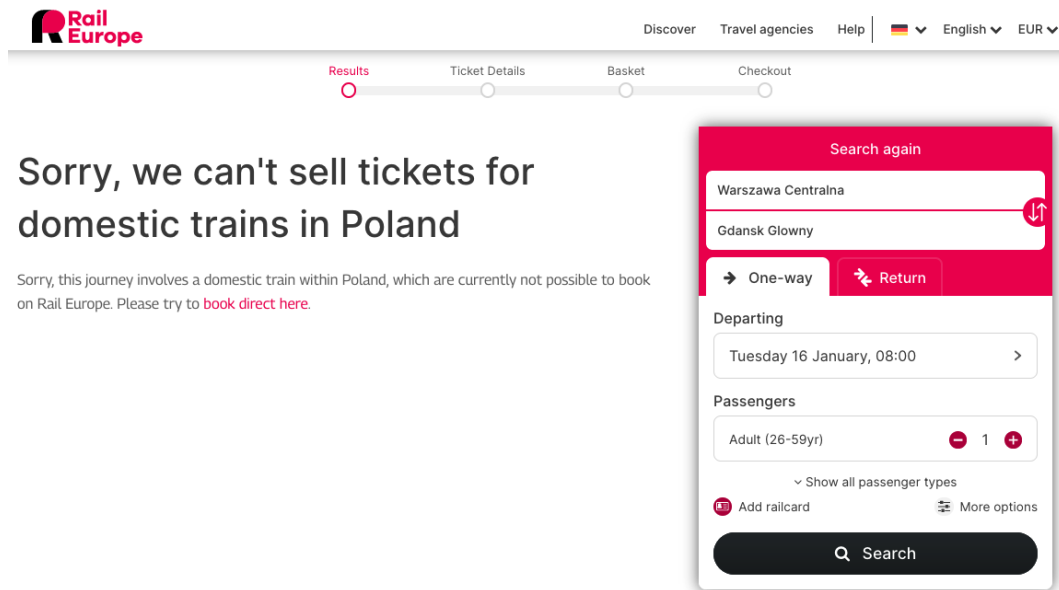 Rail
Europe
Discover
Travel agencies
Help
English
EUR
Results
Ticket Details
Basket
Checkout
Sorry, we can't sell tickets for
domestic trains in Poland
Sorry, this journey involves a domestic train within Poland, which are currently not possible to book
on Rail Europe. Please try to book direct here.
Search again
Warszawa Centralna
Gdansk Glowny
One-way
Return
Departing
Tuesday 16 January, 08:00
Passengers
Adult (26-59yr)
1
Show all passenger types
Add railcard
More options
Search